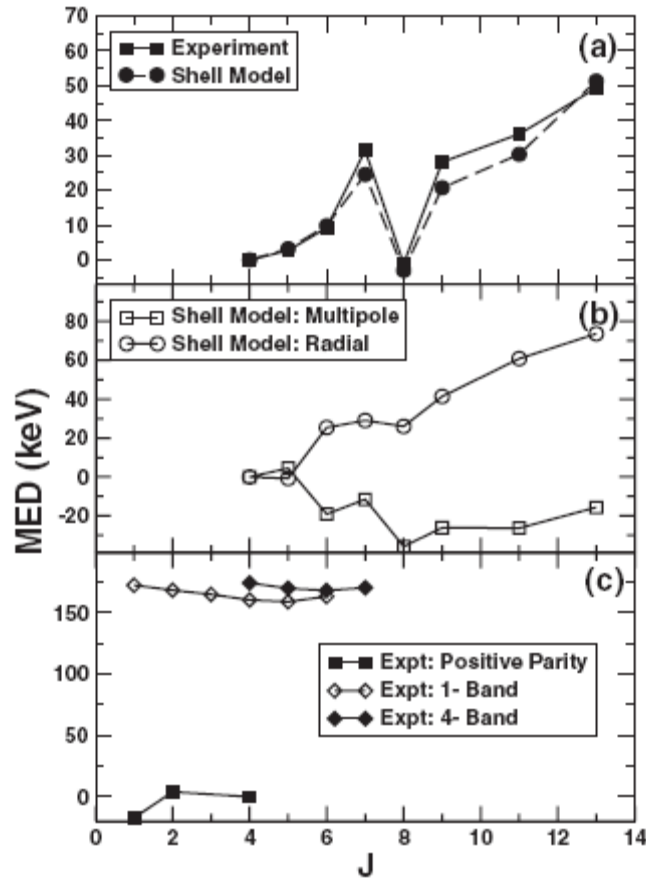 70
60
50
40
30
20
10
0
Experiment
Shell Model
(a)
80
60
40
20
0
-20
Shell Model: Multipole
Shell Model: Radial
(b)
MED (keV)
150
100
50
0
(c)
Expt: Positive Parity
Expt: 1- Band
Expt: 4- Band
0 2 4 6 8 10 12 14
J